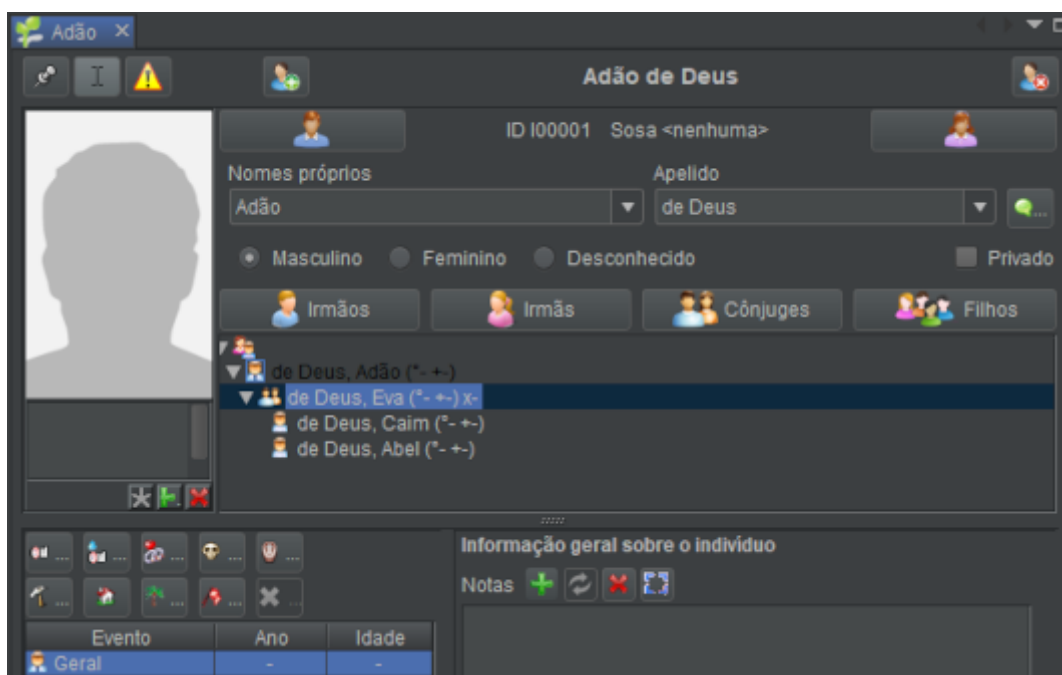 Adão
Adão de Deus
ID I00001 Sosa <nenhuma>
Nomes próprios Apelido
Adão de Deus ...
Masculino Feminino Desconhecido Privado
Irmãos Irmãs Cônjuges Filhos
de Deus, Adão (°- +-)
de Deus, Eva (°- +-) x-
de Deus, Caim (°- +-)
de Deus, Abel (°- +-)
Informação geral sobre o indivíduo
... ... ... ... ...
Notas
... ... ... ...
Evento Ano Idade
Geral - -